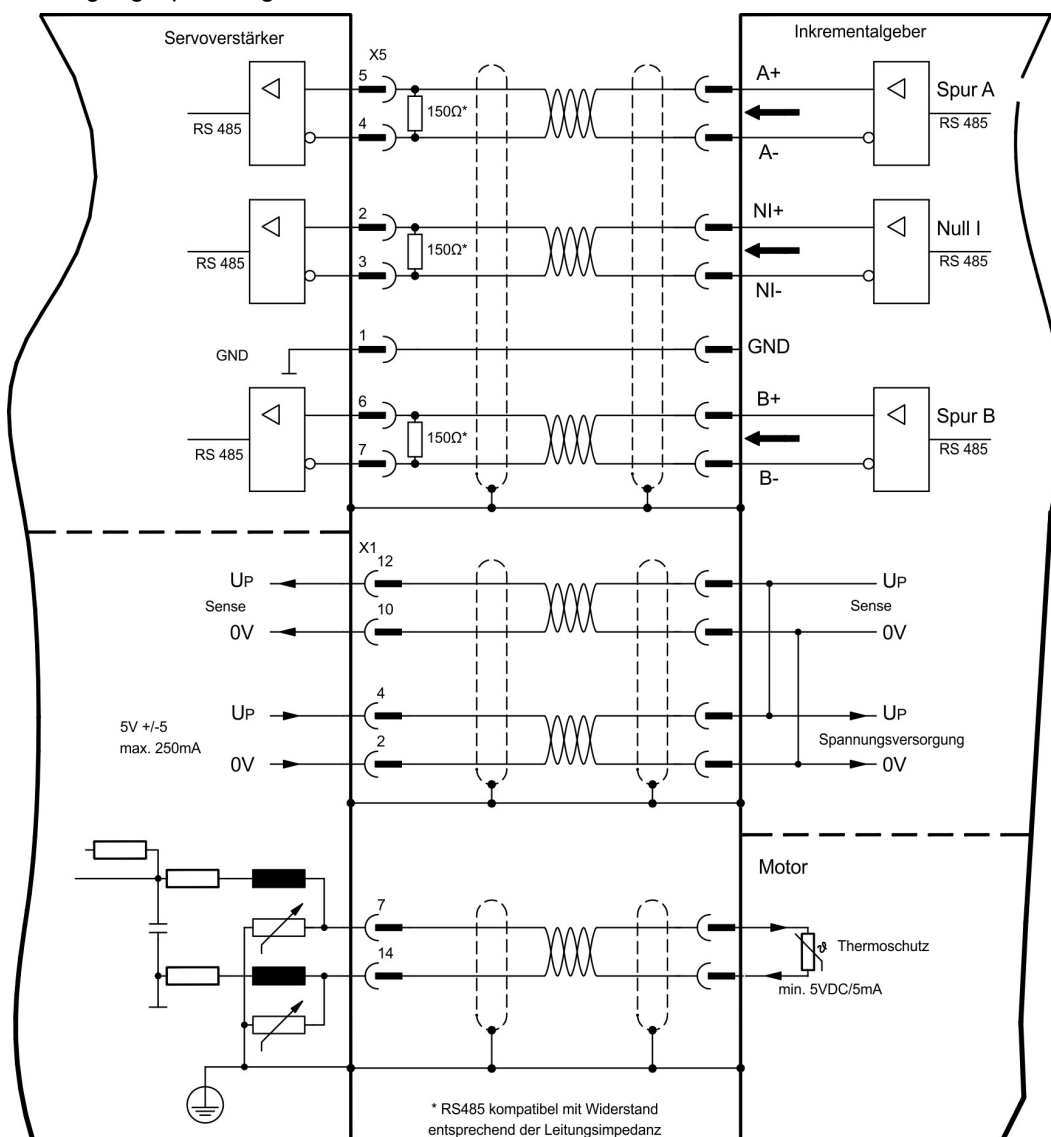 Servoverstärker
Inkrementalgeber
X5
5
4
150Ω*
RS 485
A+
A-
Spur A
RS 485
2
3
150Ω*
RS 485
NI+
NI-
Null I
RS 485
1
GND
GND
6
7
150Ω*
RS 485
B+
B-
Spur B
RS 485
X1
12
10
UP
Sense
0V
UP
Sense
0V
4
2
5V +/-5
max. 250mA
UP
0V
UP
Spannungsversorgung
0V
Motor
7
14
Thermoschutz
min. 5VDC/5mA
* RS485 kompatibel mit Widerstand
entsprechend der Leitungsimpedanz